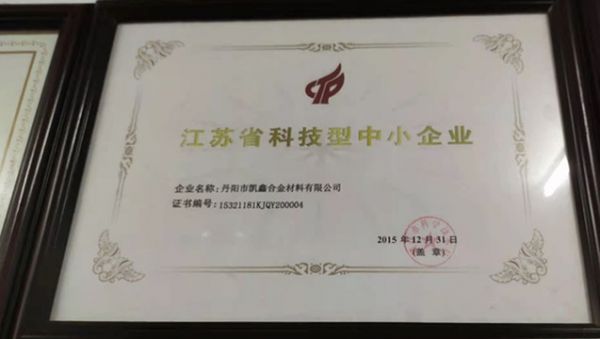 江苏省科技型中小企业
企业名称：丹阳市凯鑫合金材料有限公司
证书编号：15321181KJQY200004
2015 年 12 月 31 日
（盖 章）